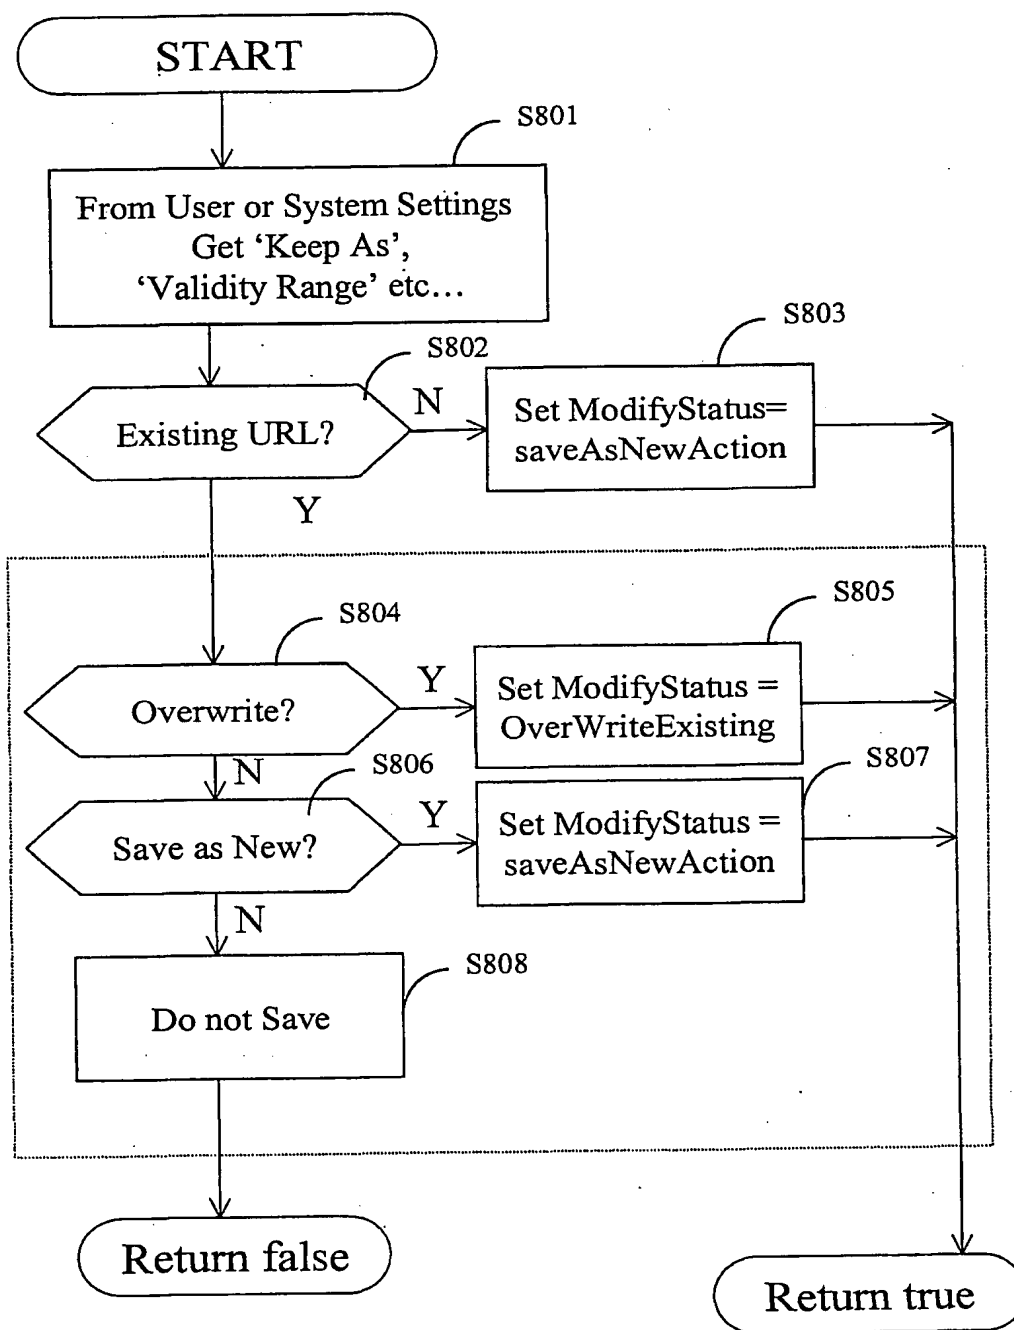 START
S801
From User or System Settings
Get ‘Keep As’,
‘Validity Range’ etc...
S802
S803
Existing URL?
N
Set ModifyStatus=
saveAsNewAction
Y
S804
S805
Overwrite?
Y
Set ModifyStatus =
OverWriteExisting
N
S806
S807
Save as New?
Y
Set ModifyStatus =
saveAsNewAction
N
S808
Do not Save
Return false
Return true